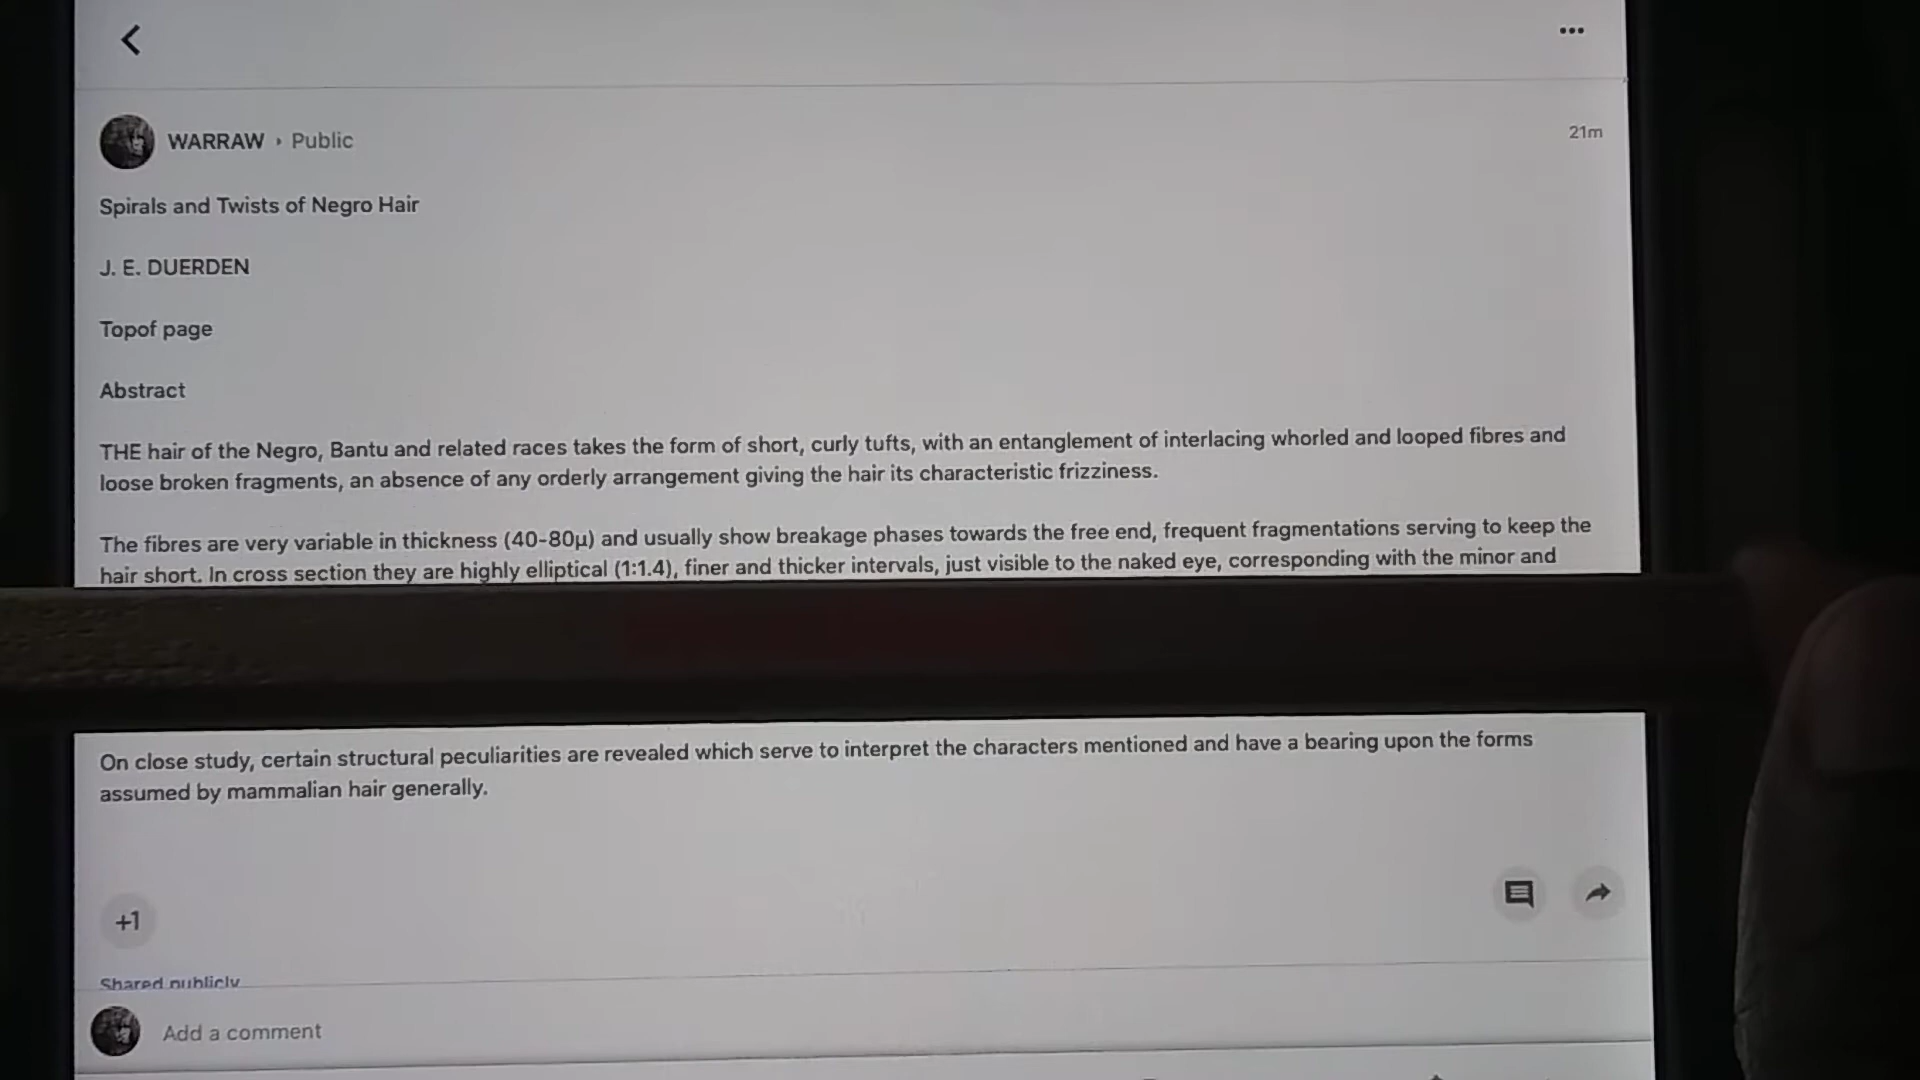 WARRAW › Public
21m
Spirals and Twists of Negro Hair
J. E. DUERDEN
Topof page
Abstract
THE hair of the Negro, Bantu and related races takes the form of short, curly tufts, with an entanglement of interlacing whorled and looped fibres and
loose broken fragments, an absence of any orderly arrangement giving the hair its characteristic frizziness.
The fibres are very variable in thickness (40-80μ) and usually show breakage phases towards the free end, frequent fragmentations serving to keep the
hair short. In cross section they are highly elliptical (1:1.4), finer and thicker intervals, just visible to the naked eye, corresponding with the minor and
On close study, certain structural peculiarities are revealed which serve to interpret the characters mentioned and have a bearing upon the forms
assumed by mammalian hair generally.
+1
Shared publicly
Add a comment